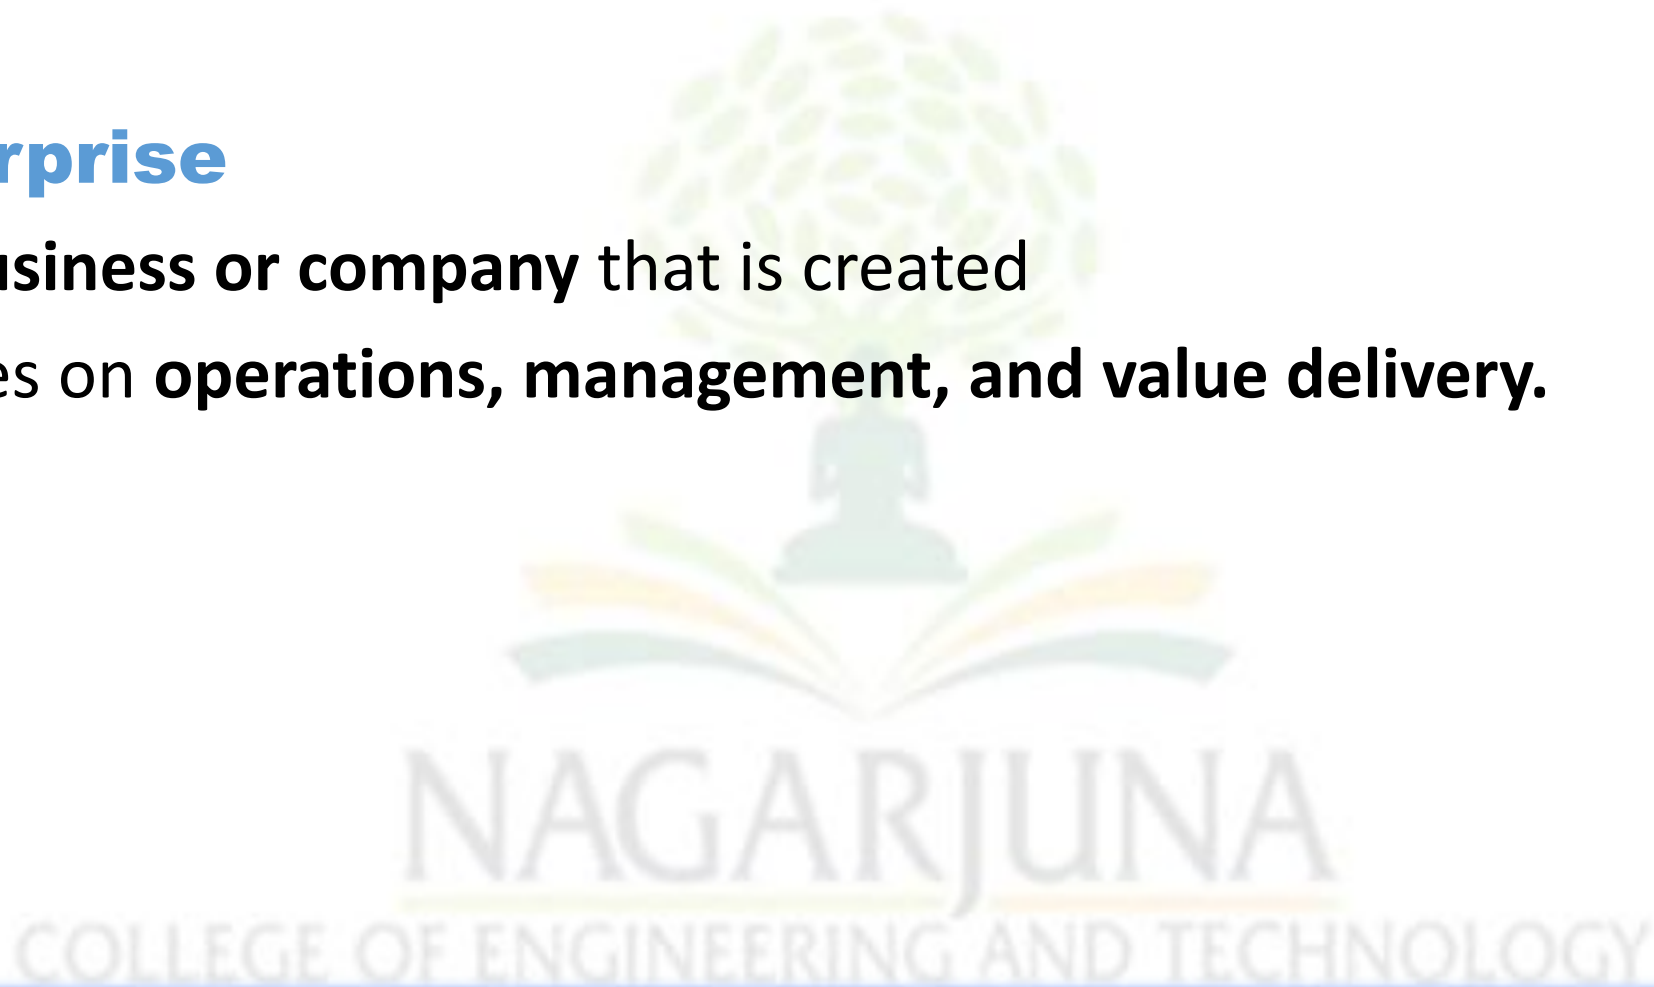 rprise
usiness or company that is created
es on operations, management, and value delivery.
NAGARJUNA
COLLEGE OF ENGINEERING AND TECHNOLOGY